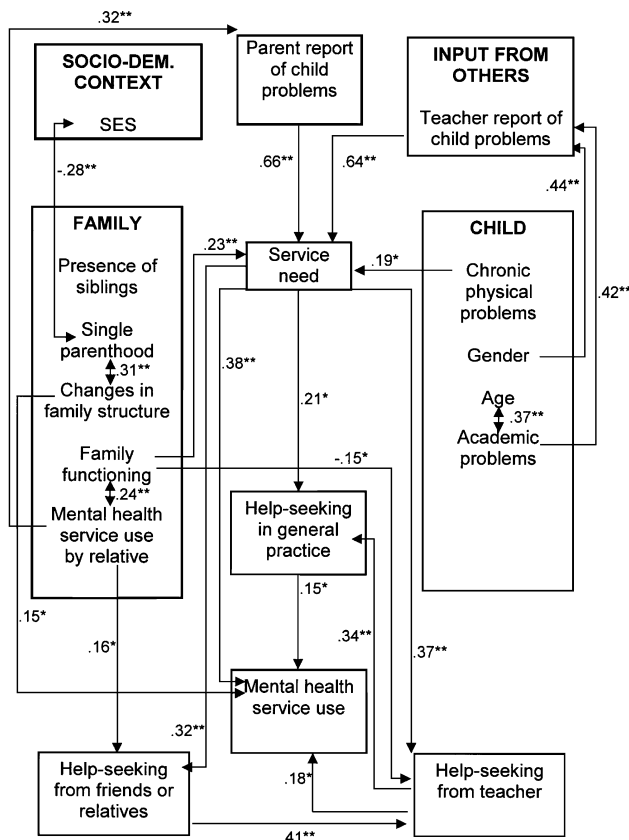 .32**
SOCIO-DEM.
CONTEXT
SES
Parent report
of child
problems
INPUT FROM
OTHERS
Teacher report of
child problems
-.28**
.66**
.64**
.44**
FAMILY
Presence of
siblings
Single
parenthood
.31**
Changes in
family structure
Family
functioning
.24**
Mental health
service use
by relative
.23**
Service
need
.19*
CHILD
Chronic
physical
problems
Gender
Age
.37**
Academic
problems
.42**
.38**
.21*
-.15*
Help-seeking
in general
practice
.15*
.16*
.15*
.34**
.37**
Mental health
service use
.32**
.18*
Help-seeking
from friends or
relatives
Help-seeking
from teacher
.41**